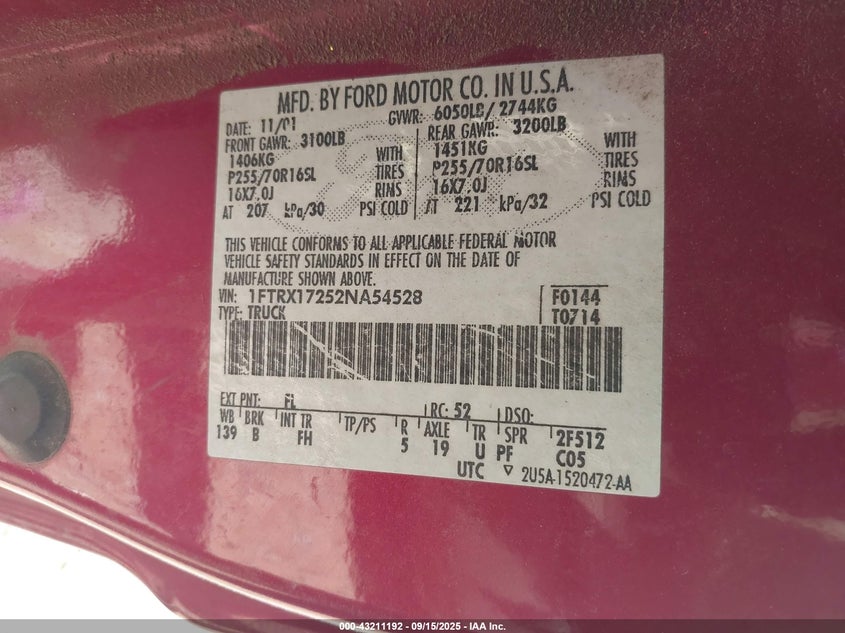 MFD. BY FORD MOTOR CO. IN U.S.A.
DATE: 11/01 GVWR: 6050LB / 2744KG
FRONT GAWR: 3100LB REAR GAWR: 3200LB
1406KG WITH 1451KG WITH
P255/70R16SL TIRES P255/70R16SL TIRES
16X7.0J RIMS 16X7.0J RIMS
AT 207 kPa/30 PSI COLD AT 221 kPa/32 PSI COLD
THIS VEHICLE CONFORMS TO ALL APPLICABLE FEDERAL MOTOR
VEHICLE SAFETY STANDARDS IN EFFECT ON THE DATE OF
MANUFACTURE SHOWN ABOVE.
VIN: 1FTRX17252NA54528 F0144
TYPE: TRUCK T0714
EXT PNT: FL RC: 52 DSO:
WB BRK INT TR TP/PS R AXLE TR SPR 2F512
139 B FH 5 19 U PF C05
UTC ▽ 2U5A-1520472-AA
000-43211192 - 09/15/2025 - IAA Inc.